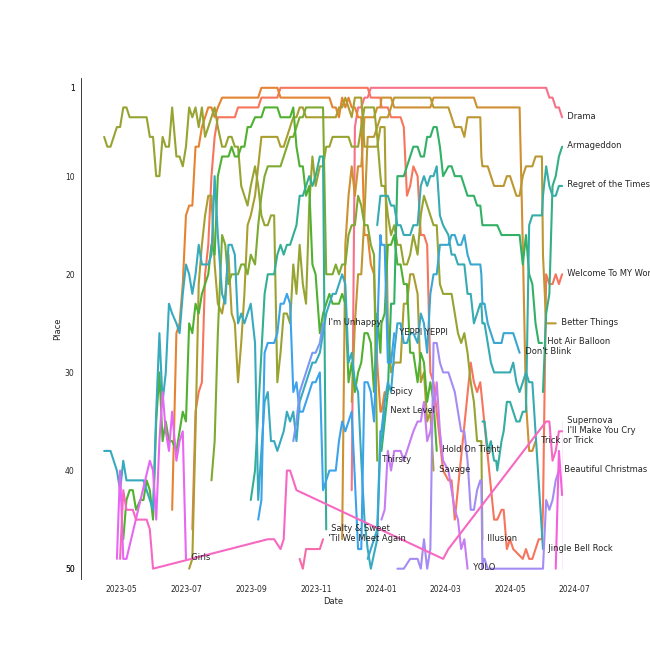 1
Drama
Armageddon
10
Regret of the Times
20
Welcome To MY Wor
I'm Unhappy
Better Things
YEPPI YEPPI
Place
Hot Air Balloon
Don't Blink
30
Spicy
Next Level
Supernova
I'll Make You Cry
Trick or Trick
Hold On Tight
Thirsty
40
Savage
Beautiful Christmas
Salty & Sweet
'Til We Meet Again
Illusion
Jingle Bell Rock
Girls
50
YOLO
2023-05
2023-07
2023-09
2023-11
2024-01
2024-03
2024-05
2024-07
Date